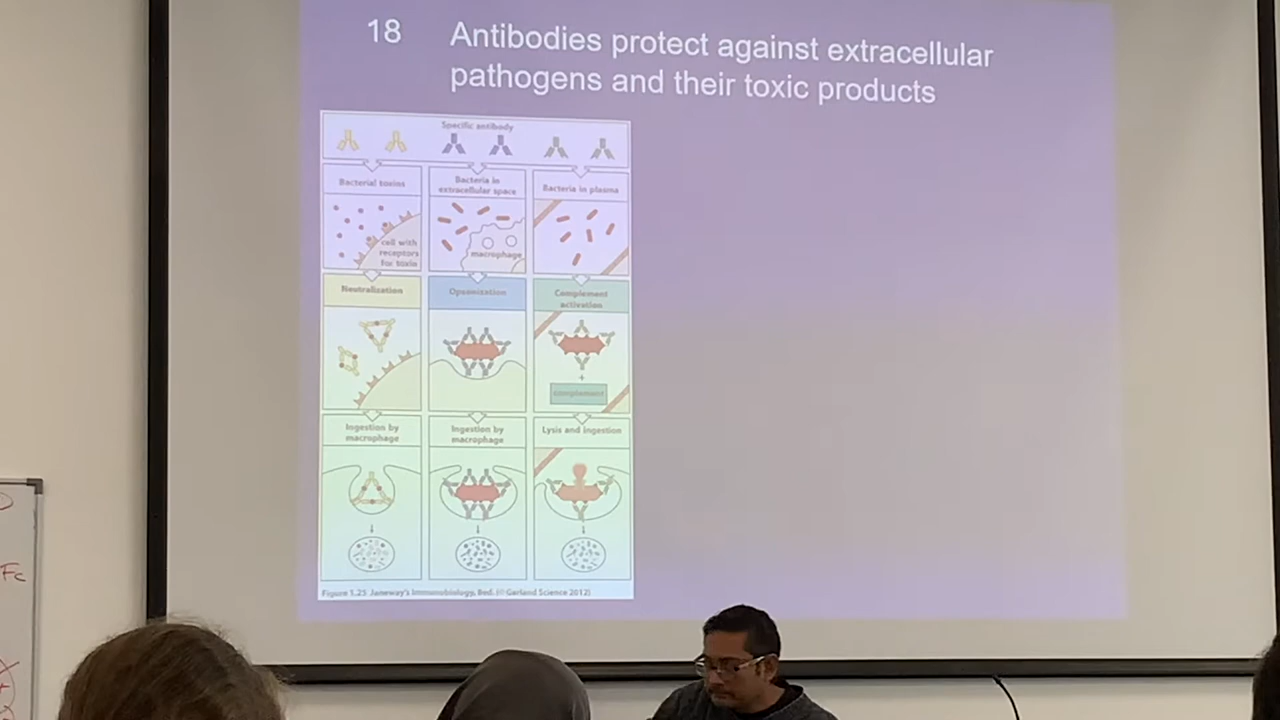 18 Antibodies protect against extracellular
pathogens and their toxic products
Specific antibody
Bacterial toxins
Bacteria in
extracellular space
Bacteria in plasma
cell with
receptors
for toxin
macrophage
Neutralization
Opsonization
Complement
activation
+
complement
Ingestion by
macrophage
Ingestion by
macrophage
Lysis and ingestion
Figure 1.25 Janeway's Immunobiology, 8ed. (© Garland Science 2012)
Fc